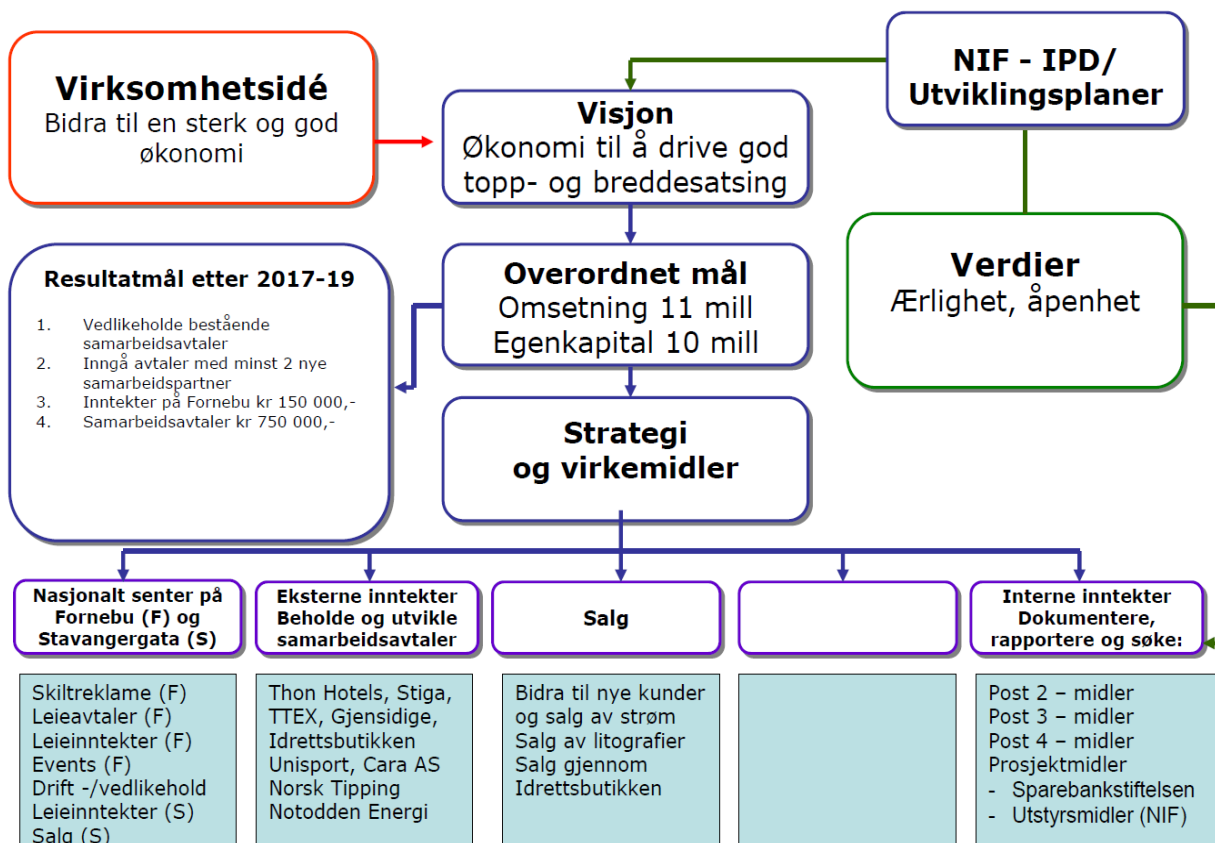 Virksomhetsidé
Bidra til en sterk og god
økonomi
Visjon
Økonomi til å drive god
topp- og breddesatsing
NIF - IPD/
Utviklingsplaner
Resultatmål etter 2017-19
1. Vedlikeholde bestående
samarbeidsavtaler
2. Inngå avtaler med minst 2 nye
samarbeidspartner
3. Inntekter på Fornebu kr 150 000,-
4. Samarbeidsavtaler kr 750 000,-
Overordnet mål
Omsetning 11 mill
Egenkapital 10 mill
Verdier
Ærlighet, åpenhet
Strategi
og virkemidler
Nasjonalt senter på
Fornebu (F) og
Stavangergata (S)
Skiltreklame (F)
Leieavtaler (F)
Leieinntekter (F)
Events (F)
Drift -/vedlikehold
Leieinntekter (S)
Salg (S)
Eksterne inntekter
Beholde og utvikle
samarbeidsavtaler
Thon Hotels, Stiga,
TTEX, Gjensidige,
Idrettsbutikken
Unisport, Cara AS
Norsk Tipping
Notodden Energi
Salg
Bidra til nye kunder
og salg av strøm
Salg av litografier
Salg gjennom
Idrettsbutikken
Interne inntekter
Dokumentere,
rapportere og søke:
Post 2 – midler
Post 3 – midler
Post 4 – midler
Prosjektmidler
- Sparebankstiftelsen
- Utstyrsmidler (NIF)